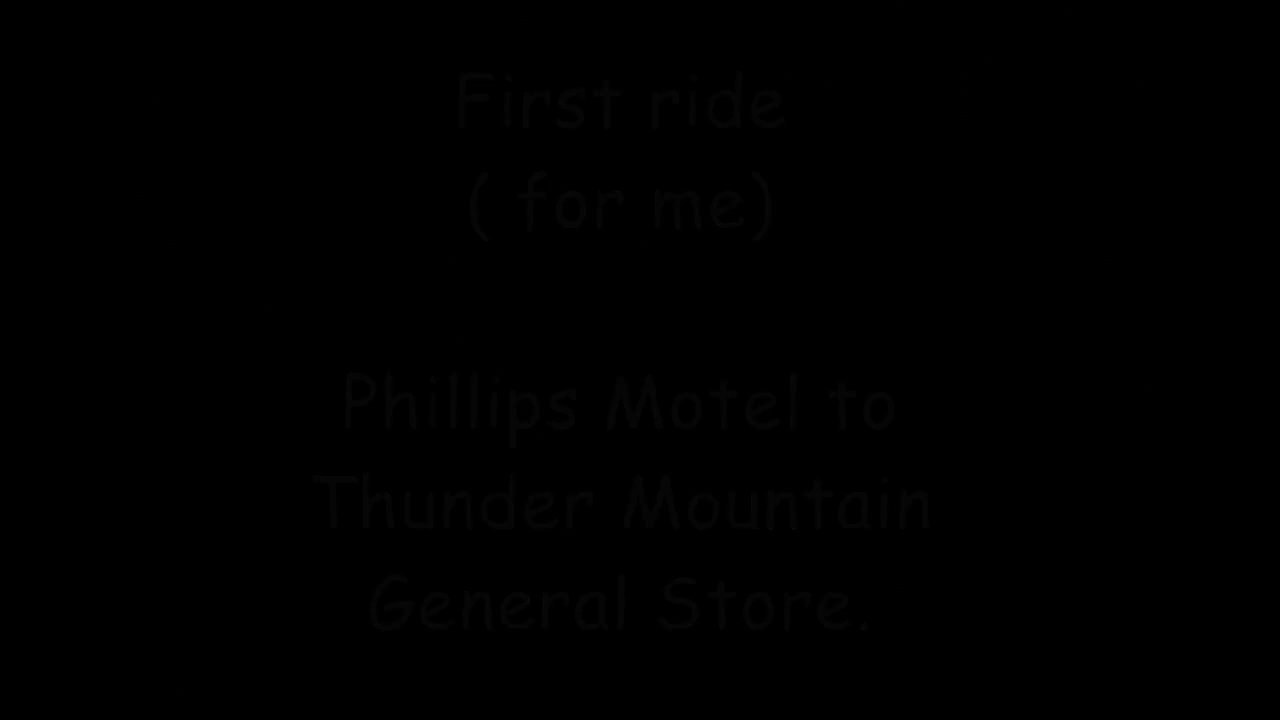 First ride
( for me)
Phillips Motel to
Thunder Mountain
General Store.